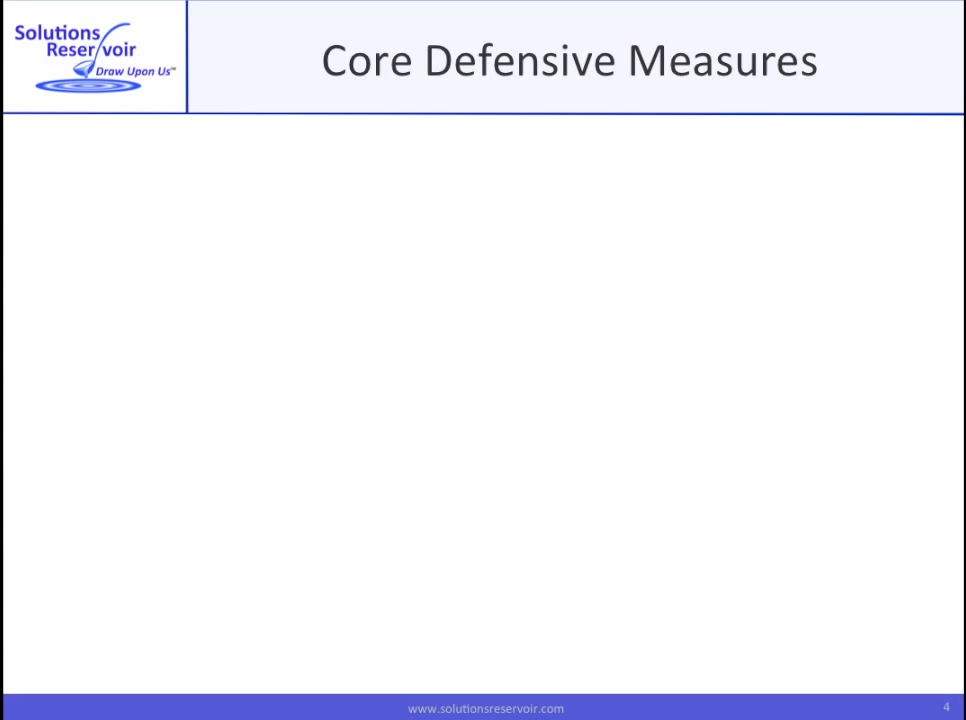 Solutions
Reservoir
Draw Upon Us™
Core Defensive Measures
www.solutionsreservoir.com
4